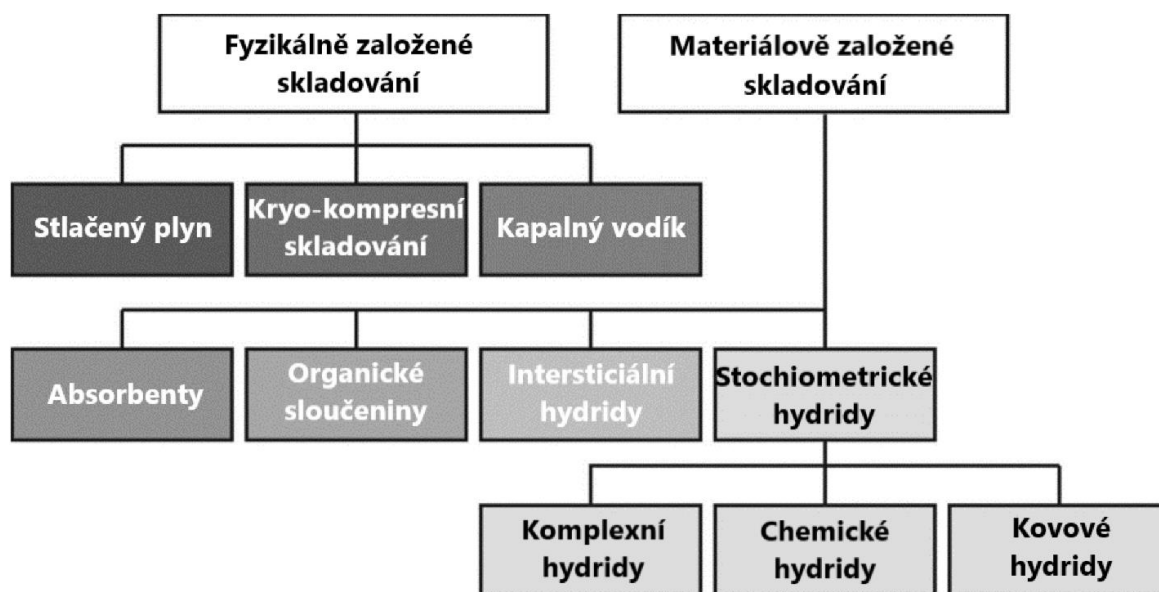 Fyzikálně založené
skladování
Materiálově založené
skladování
Stlačený plyn
Kryo-kompresní
skladování
Kapalný vodík
Absorbenty
Organické
sloučeniny
Intersticiální
hydridy
Stochiometrické
hydridy
Komplexní
hydridy
Chemické
hydridy
Kovové
hydridy